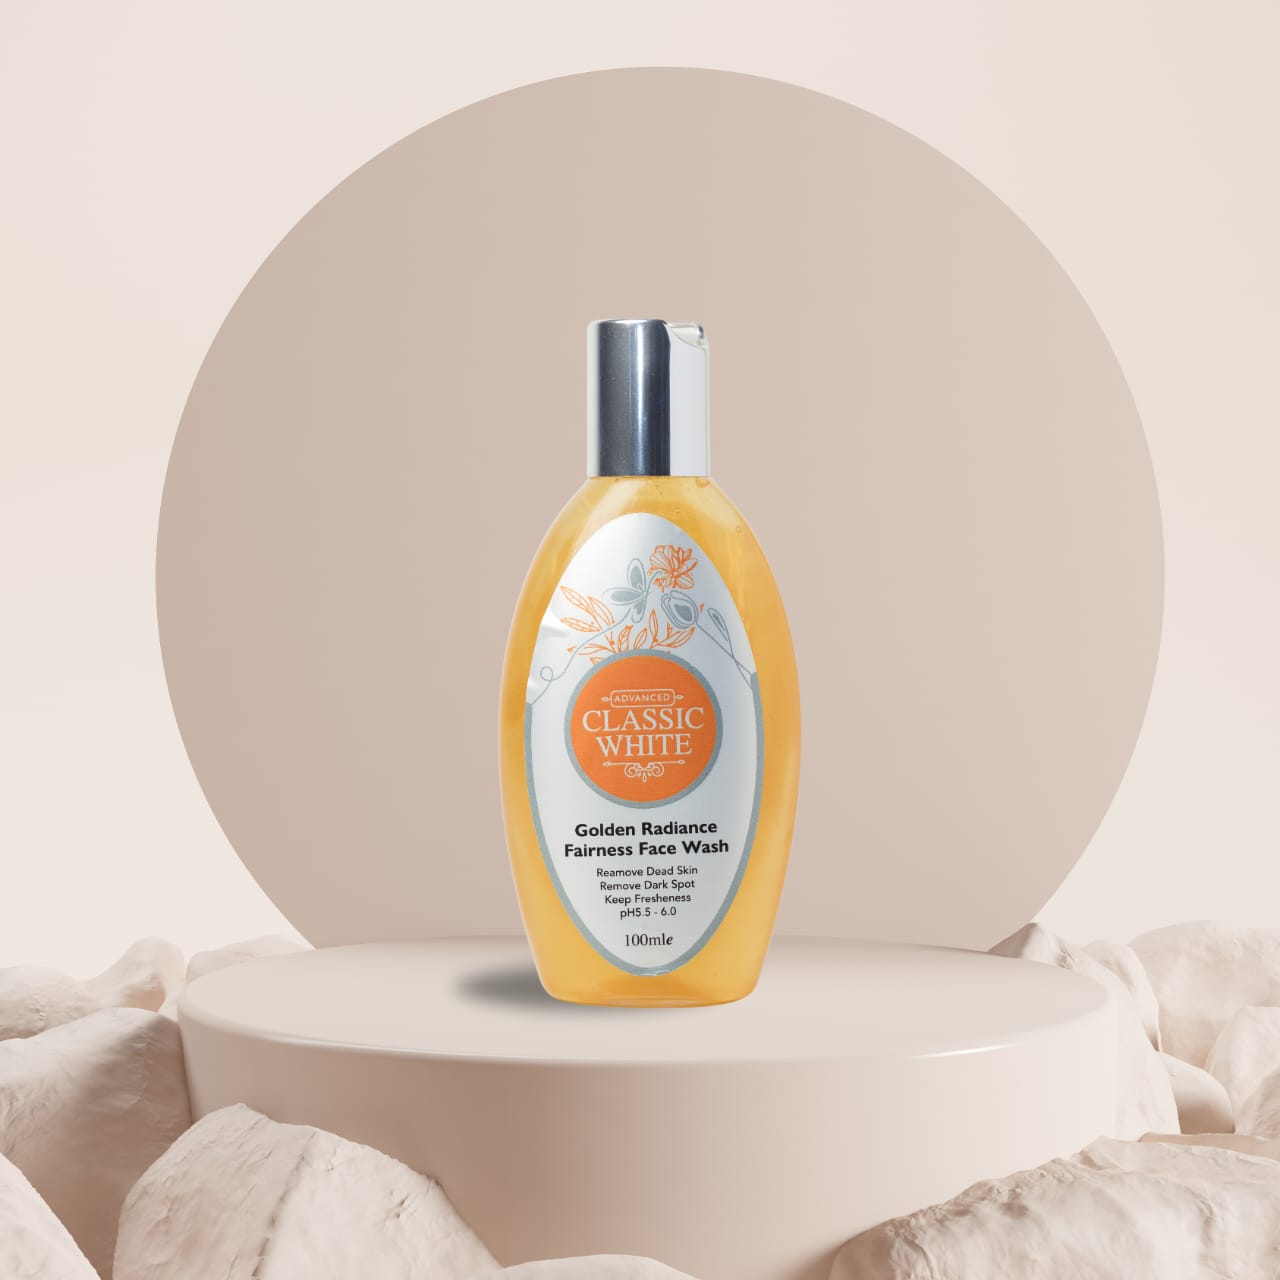 ADVANCED
CLASSIC
WHITE
Golden Radiance
Fairness Face Wash
Reamove Dead Skin
Remove Dark Spot
Keep Fresheness
pH5.5 - 6.0
100mle